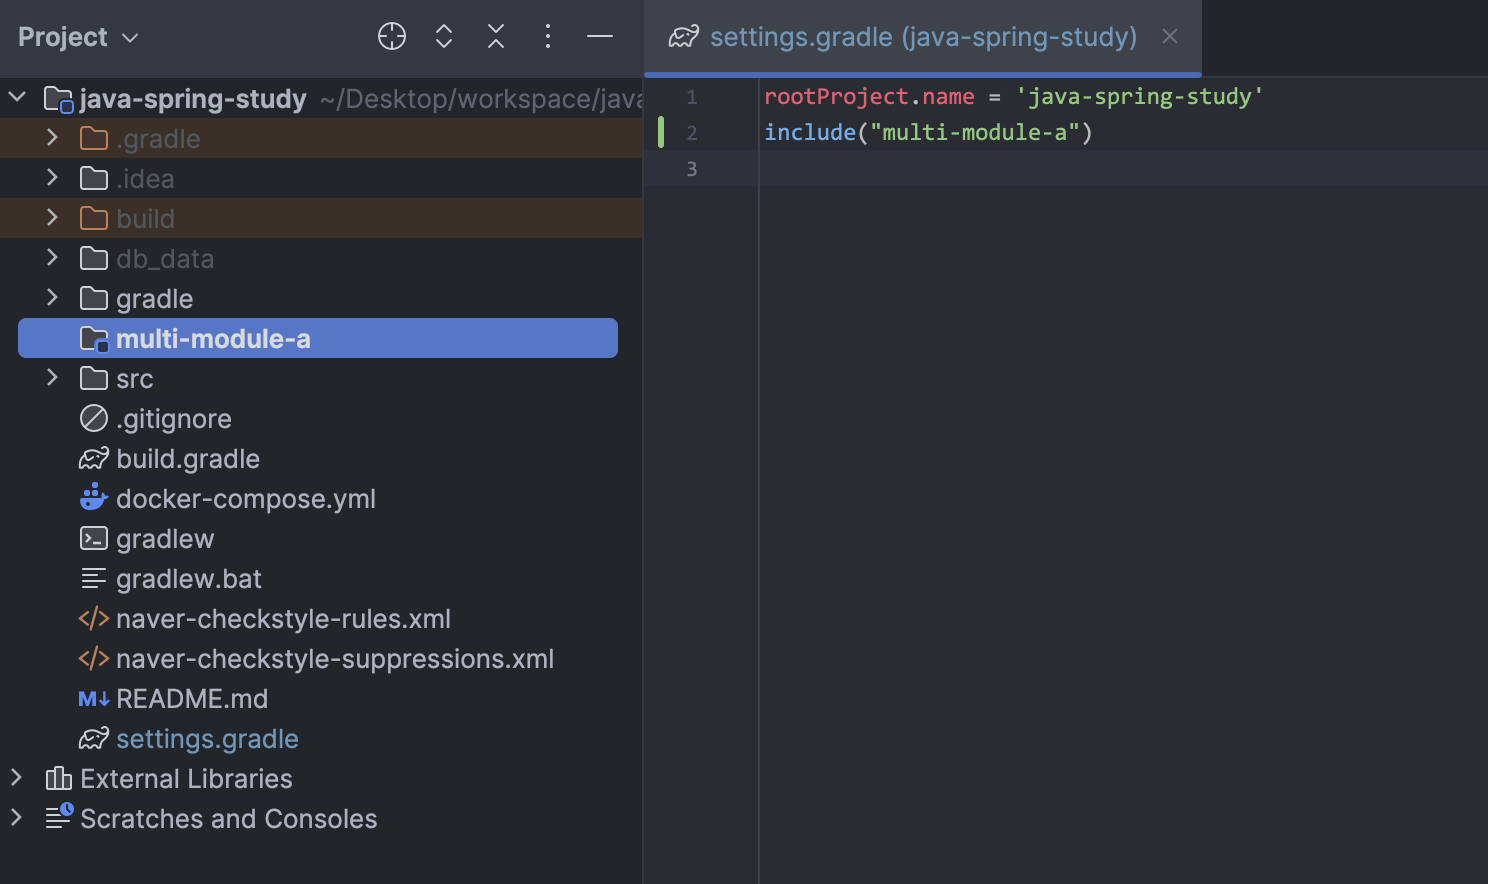 Project
settings.gradle (java-spring-study)
java-spring-study ~/Desktop/workspace/java
.gradle
.idea
build
db_data
gradle
multi-module-a
src
.gitignore
build.gradle
docker-compose.yml
gradlew
gradlew.bat
naver-checkstyle-rules.xml
naver-checkstyle-suppressions.xml
M↓ README.md
settings.gradle
External Libraries
Scratches and Consoles
1 rootProject.name = 'java-spring-study'
2 include("multi-module-a")
3